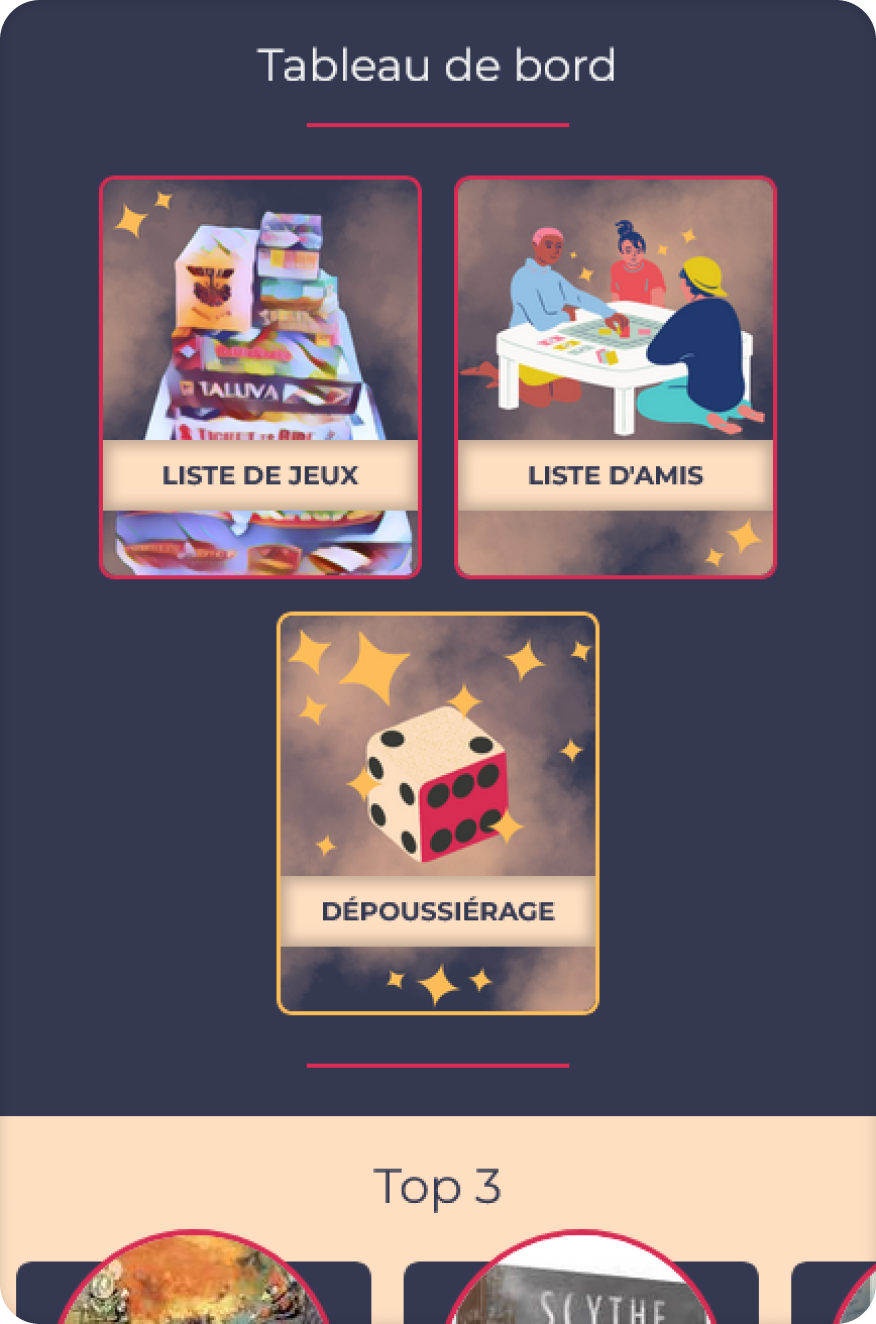 Tableau de bord
TALUVA
TICKET TO RIDE
LISTE DE JEUX
LISTE D'AMIS
DÉPOUSSIÉRAGE
Top 3
SCYTHE